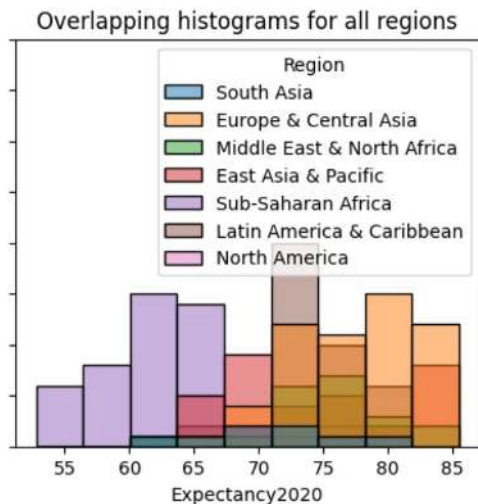 Overlapping histograms for all regions
Region
South Asia
Europe & Central Asia
Middle East & North Africa
East Asia & Pacific
Sub-Saharan Africa
Latin America & Caribbean
North America
55 60 65 70 75 80 85
Expectancy2020